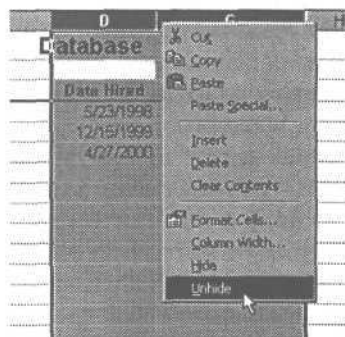 D G
Database
Date Hired
5/23/1998
12/15/1999
4/27/2000
Cut
Copy
Paste
Paste Special...
Insert
Delete
Clear Contents
Format Cells...
Column Width...
Hide
Unhide